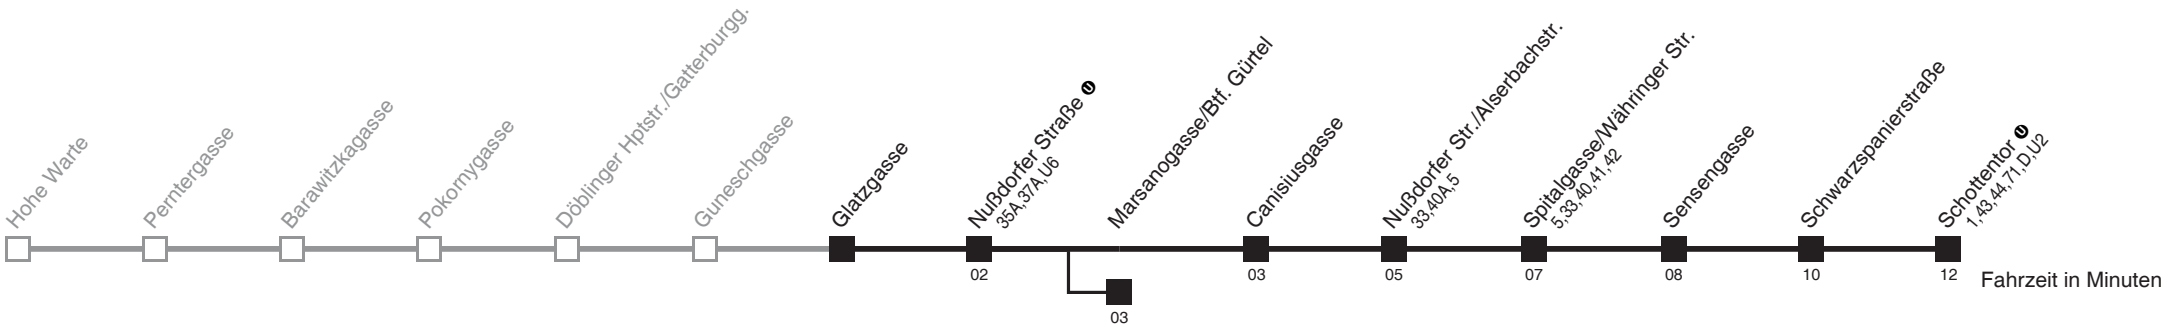 Hohe Warte
Perntergasse
Barawitzkagasse
Pokornygasse
Döblinger Hptstr./Gatterburgg.
Guneschgasse
Glatzgasse
Nußdorfer Straße U
35A,37A,U6
Marsanogasse/Btf. Gürtel
Canisiusgasse
Nußdorfer Str./Alserbachstr.
33,40A,5
Spitalgasse/Währinger Str.
5,33,40,41,42
Sensengasse
Schwarzspanierstraße
Schottentor U
1,43,44,71,D,U2
02
03
03
05
07
08
10
12
Fahrzeit in Minuten